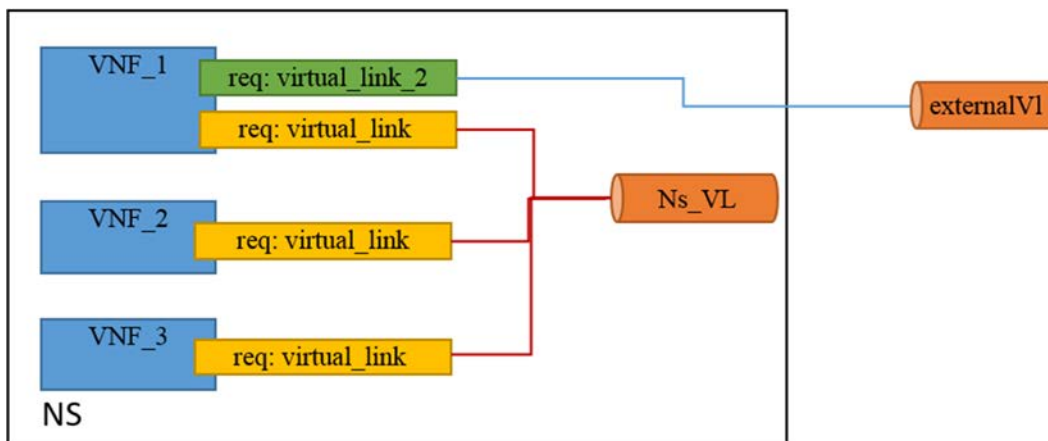 VNF_1
req: virtual_link_2
externalVl
req: virtual_link
Ns_VL
VNF_2
req: virtual_link
VNF_3
req: virtual_link
NS